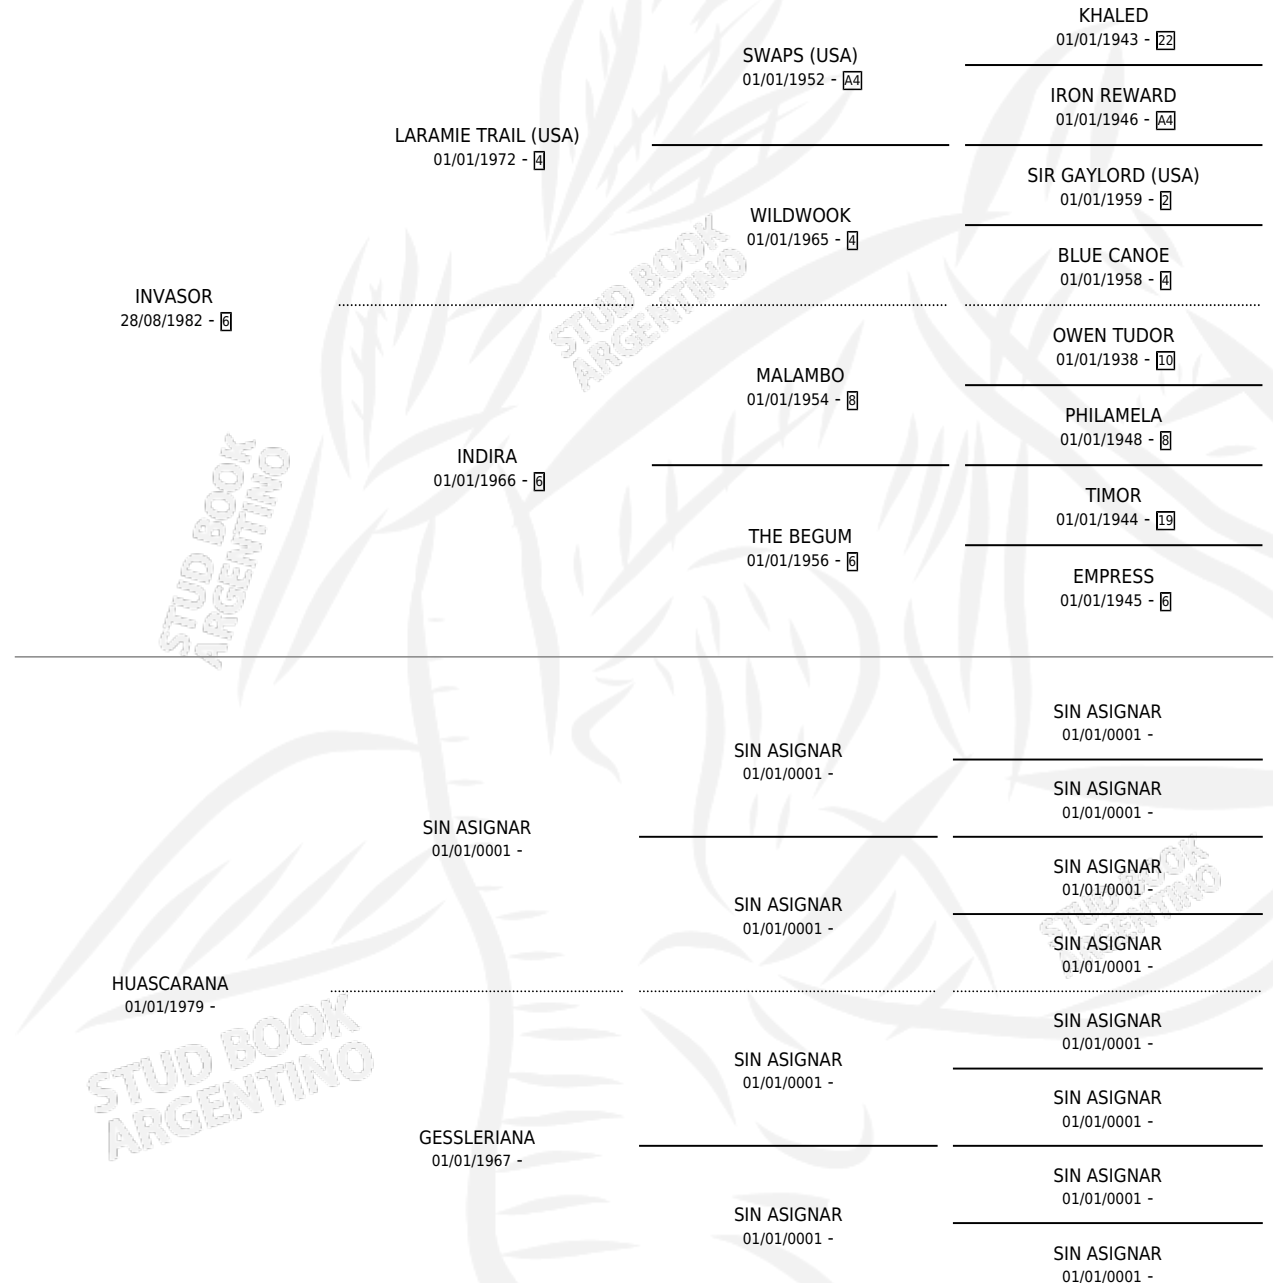 KHALED
01/01/1943 - 22
SWAPS (USA)
01/01/1952 - A4
IRON REWARD
01/01/1946 - A4
LARAMIE TRAIL (USA)
01/01/1972 - 4
SIR GAYLORD (USA)
01/01/1959 - 2
WILDWOOK
01/01/1965 - 4
BLUE CANOE
01/01/1958 - 4
INVASOR
28/08/1982 - 6
STUD BOOK
ARGENTINO
OWEN TUDOR
01/01/1938 - 10
MALAMBO
01/01/1954 - 8
PHILAMELA
01/01/1948 - 8
INDIRA
01/01/1966 - 6
TIMOR
01/01/1944 - 19
THE BEGUM
01/01/1956 - 6
EMPRESS
01/01/1945 - 6
STUD BOOK
ARGENTINO
SIN ASIGNAR
01/01/0001 -
SIN ASIGNAR
01/01/0001 -
SIN ASIGNAR
01/01/0001 -
SIN ASIGNAR
01/01/0001 -
SIN ASIGNAR
01/01/0001 -
SIN ASIGNAR
01/01/0001 -
SIN ASIGNAR
01/01/0001 -
STUD BOOK
ARGENTINO
HUASCARANA
01/01/1979 -
SIN ASIGNAR
01/01/0001 -
SIN ASIGNAR
01/01/0001 -
SIN ASIGNAR
01/01/0001 -
STUD BOOK
ARGENTINO
GESSLERIANA
01/01/1967 -
SIN ASIGNAR
01/01/0001 -
SIN ASIGNAR
01/01/0001 -
SIN ASIGNAR
01/01/0001 -